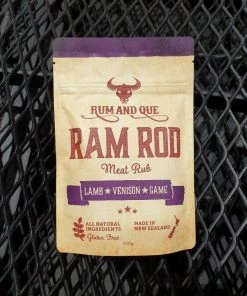 RUM AND QUE
RAM ROD
Meat Rub
LAMB ★ VENISON ★ GAME
ALL NATURAL
INGREDIENTS
Gluten Free
MADE IN
NEW ZEALAND